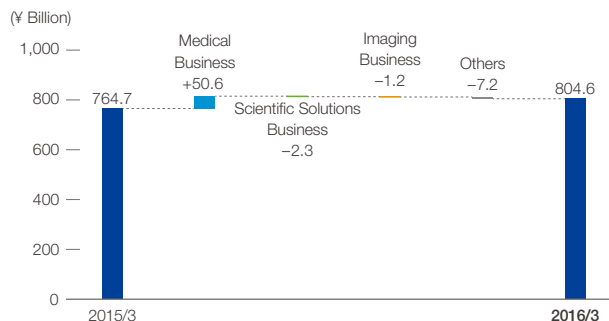 (¥ Billion)
1,000
800
600
400
200
0
764.7
Medical
Business
+50.6
Scientific Solutions
Business
−2.3
Imaging
Business
−1.2
Others
−7.2
804.6
2015/3
2016/3